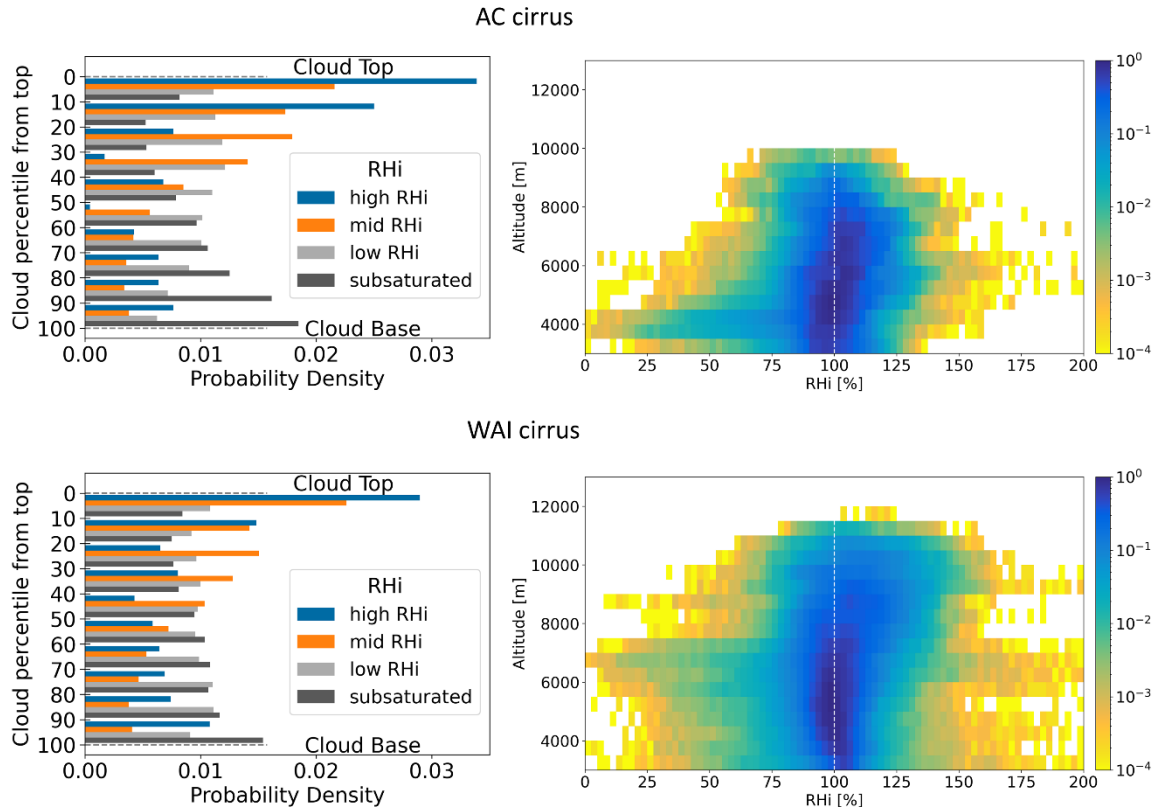 AC cirrus
Cloud percentile from top
0
10
20
30
40
50
60
70
80
90
100
Cloud Top
RHi
high RHi
mid RHi
low RHi
subsaturated
Cloud Base
0.00 0.01 0.02 0.03
Probability Density
Altitude [m]
12000
10000
8000
6000
4000
0 25 50 75 100 125 150 175 200
RHi [%]
10⁰
10⁻¹
10⁻²
10⁻³
10⁻⁴
WAI cirrus
Cloud percentile from top
0
10
20
30
40
50
60
70
80
90
100
Cloud Top
RHi
high RHi
mid RHi
low RHi
subsaturated
Cloud Base
0.00 0.01 0.02 0.03
Probability Density
Altitude [m]
12000
10000
8000
6000
4000
0 25 50 75 100 125 150 175 200
RHi [%]
10⁰
10⁻¹
10⁻²
10⁻³
10⁻⁴